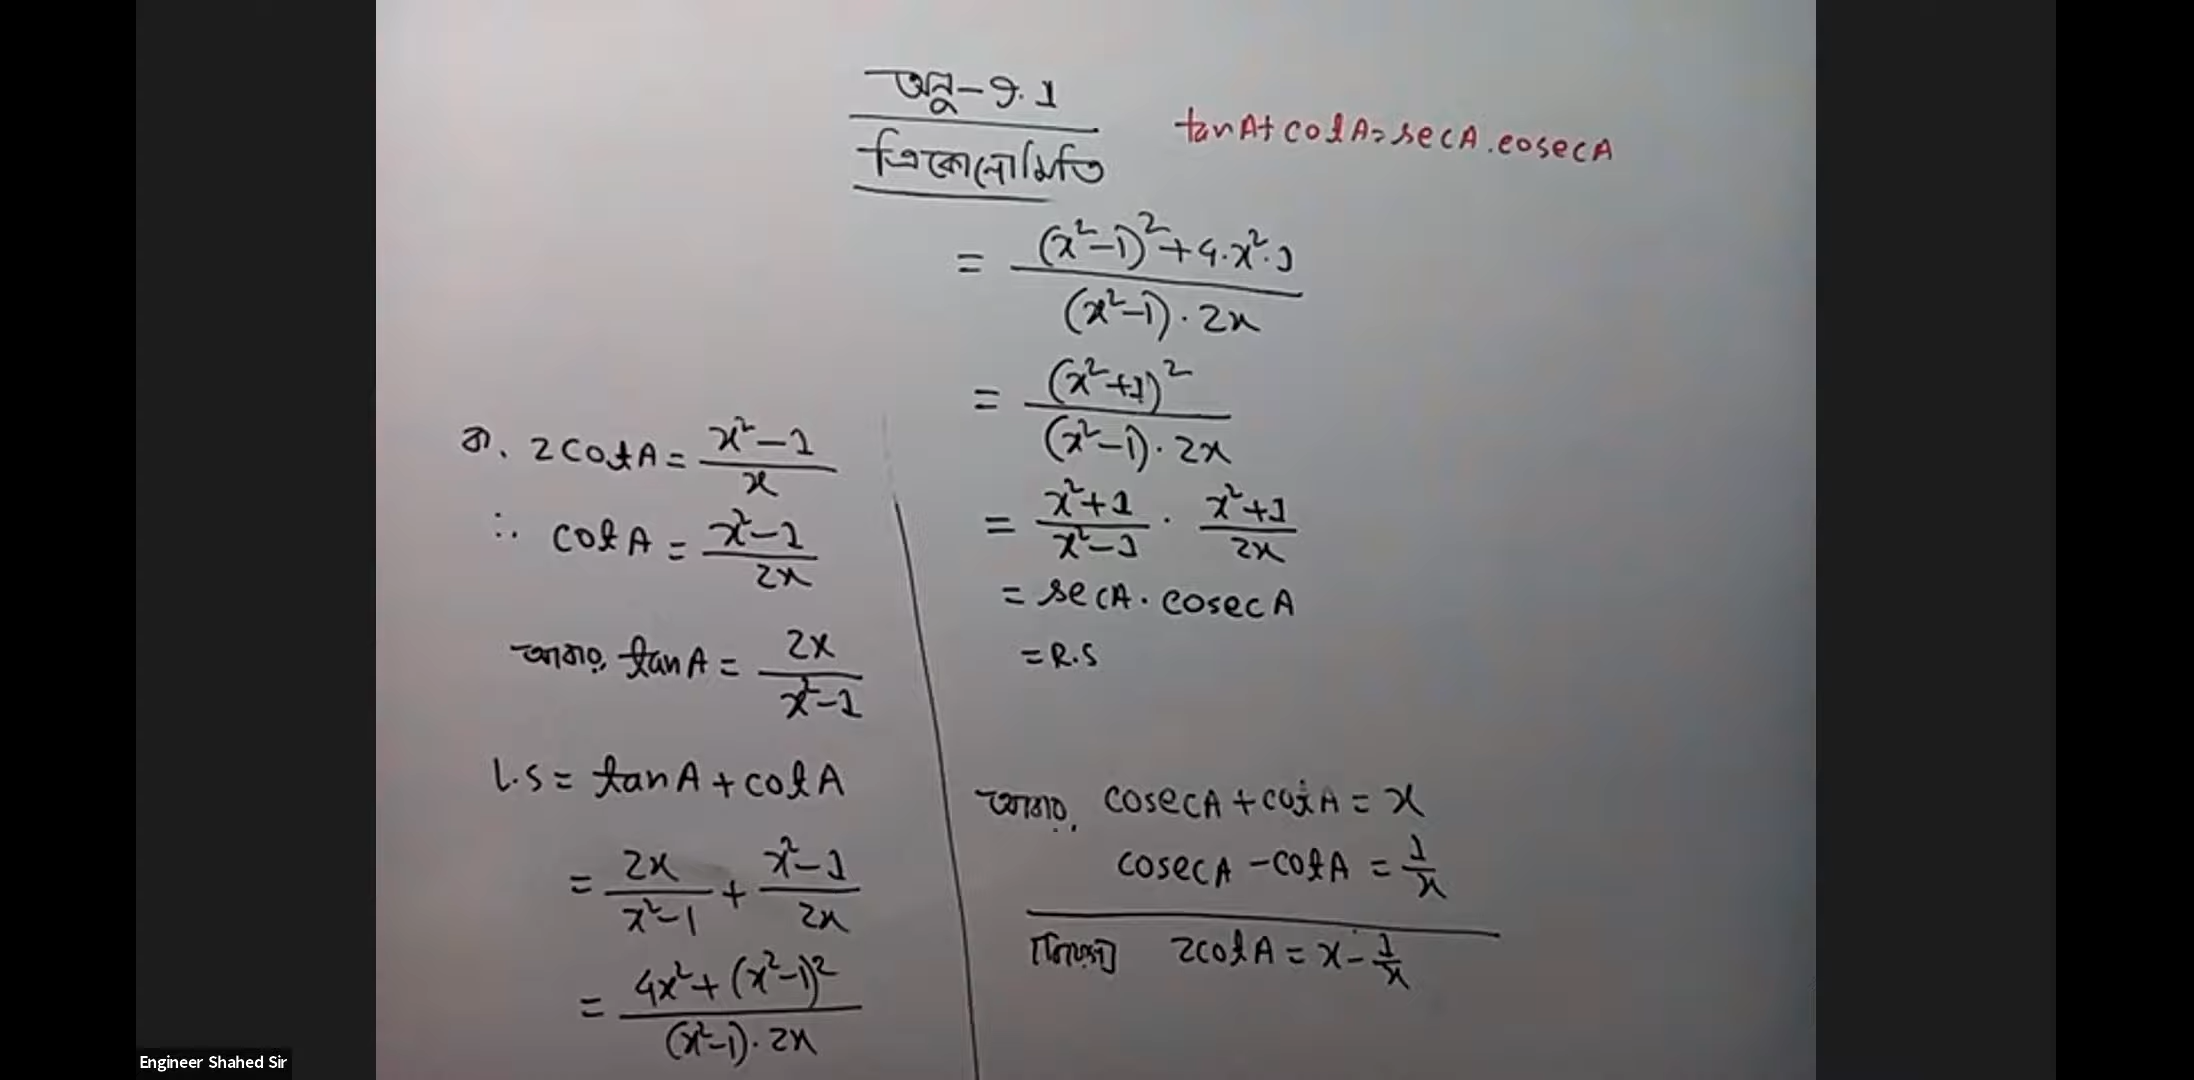 অনু-৯.1
ত্রিকোনোমিতি
tanA+cotA=secA.cosecA
ক. 2cotA = (x²-1)/x
∴ cotA = (x²-1)/2x
আবার, tanA = 2x/(x²-1)
L.S = tanA + cotA
= 2x/(x²-1) + (x²-1)/2x
= (4x² + (x²-1)²)/((x²-1)·2x)
= ((x²-1)²+4·x²·1)/((x²-1)·2x)
= (x²+1)²/((x²-1)·2x)
= (x²+1)/(x²-1) · (x²+1)/2x
= secA·cosecA
= R.S
আবার, cosecA + cotA = x
cosecA - cotA = 1/x
2cotA = x - 1/x
Engineer Shahed Sir